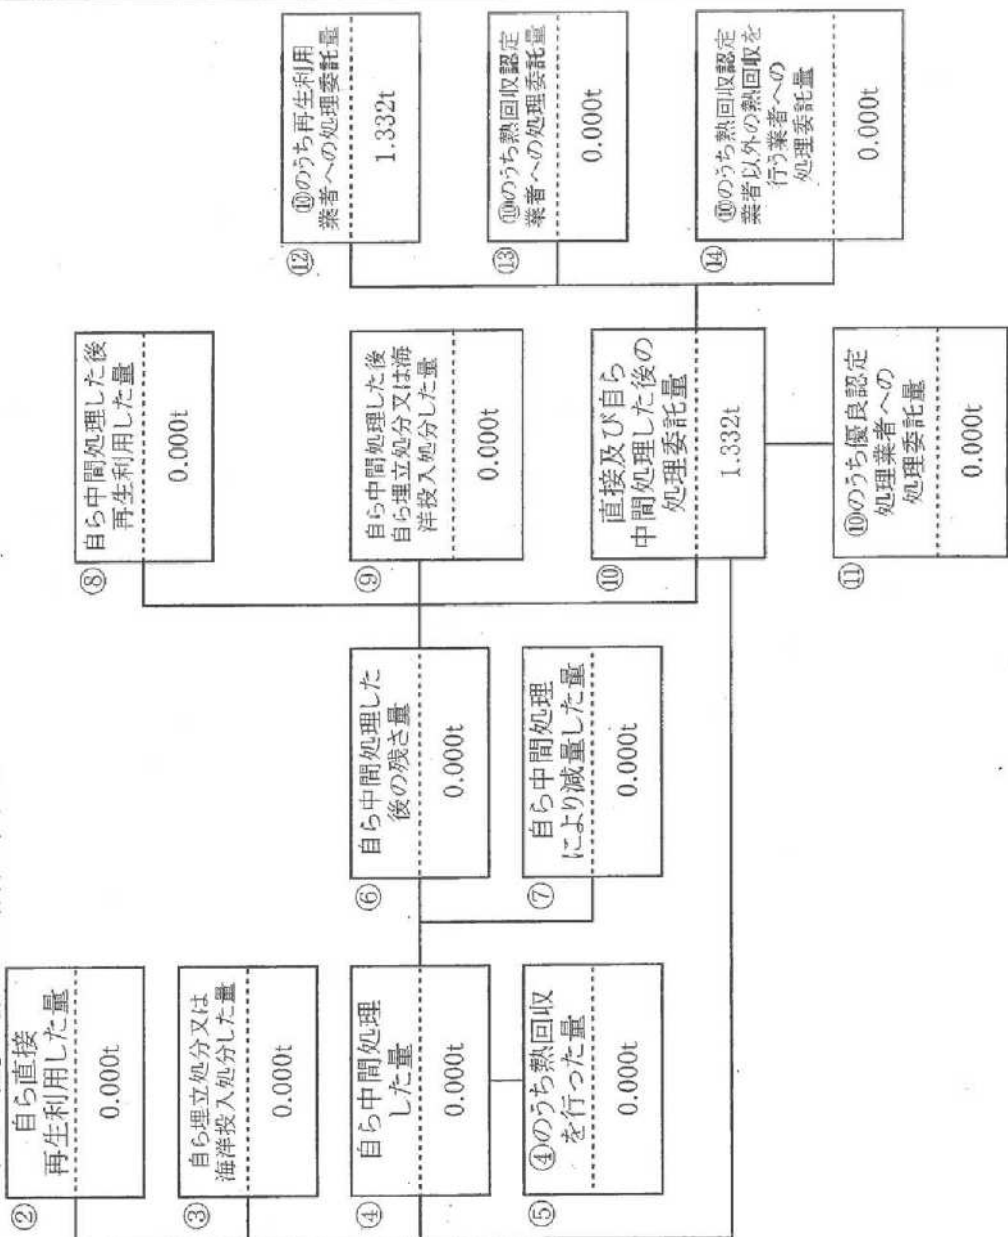 ②
自ら直接
再生利用した量
0.000t
③
自ら埋立処分又は
海洋投入処分した量
0.000t
④
自ら中間処理
した量
0.000t
⑤
④のうち熱回収
を行った量
0.000t
⑥
自ら中間処理した
後の残さ量
0.000t
⑦
自ら中間処理
により減量した量
0.000t
⑧
自ら中間処理した後
再生利用した量
0.000t
⑨
自ら中間処理した後
自ら埋立処分又は海
洋投入処分した量
0.000t
⑩
直接及び自ら
中間処理した後の
処理委託量
1.332t
⑪
⑩のうち優良認定
処理業者への
処理委託量
0.000t
⑫
⑩のうち再生利用
業者への処理委託量
1.332t
⑬
⑩のうち熱回収認定
業者への処理委託量
0.000t
⑭
⑩のうち熱回収認定
業者以外の熱回収を
行う業者への
処理委託量
0.000t